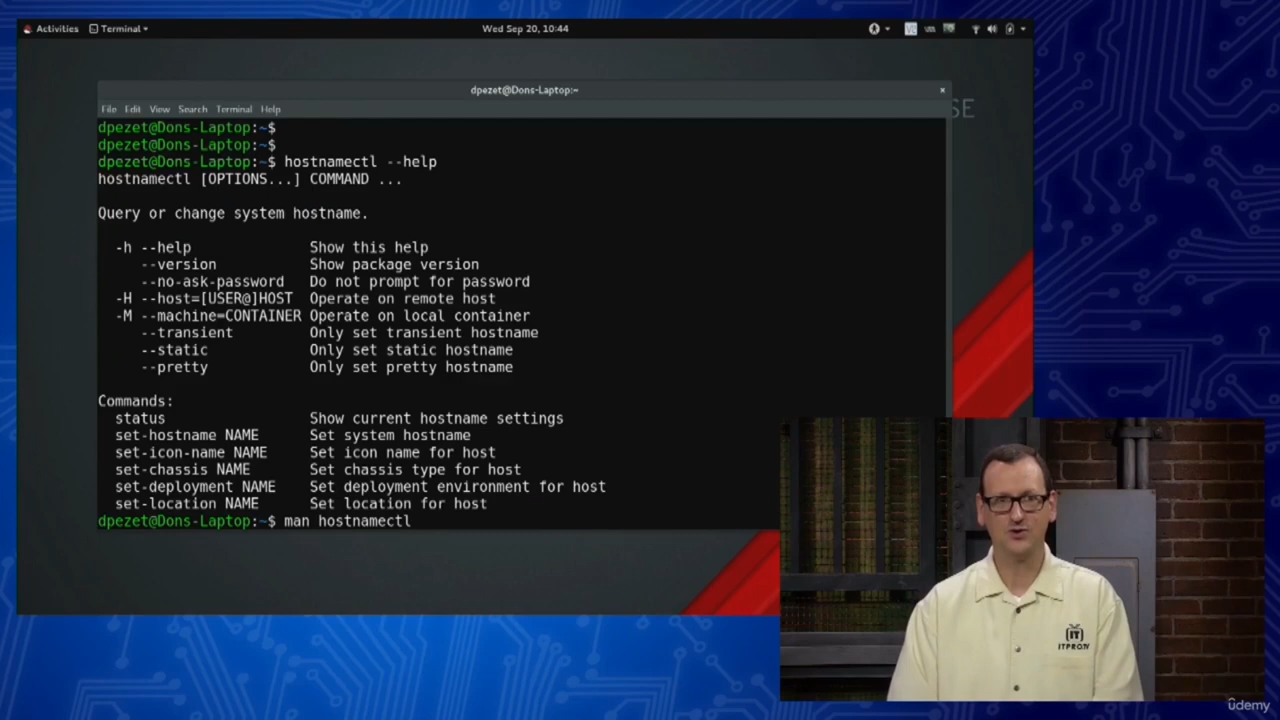 Activities Terminal Wed Sep 20, 10:44
dpezet@Dons-Laptop:~
File Edit View Search Terminal Help
SE
dpezet@Dons-Laptop:~$
dpezet@Dons-Laptop:~$
dpezet@Dons-Laptop:~$ hostnamectl --help
hostnamectl [OPTIONS...] COMMAND ...
Query or change system hostname.
-h --help Show this help
--version Show package version
--no-ask-password Do not prompt for password
-H --host=[USER@]HOST Operate on remote host
-M --machine=CONTAINER Operate on local container
--transient Only set transient hostname
--static Only set static hostname
--pretty Only set pretty hostname
Commands:
status Show current hostname settings
set-hostname NAME Set system hostname
set-icon-name NAME Set icon name for host
set-chassis NAME Set chassis type for host
set-deployment NAME Set deployment environment for host
set-location NAME Set location for host
dpezet@Dons-Laptop:~$ man hostnamectl
IT
ITPRO.TV
udemy